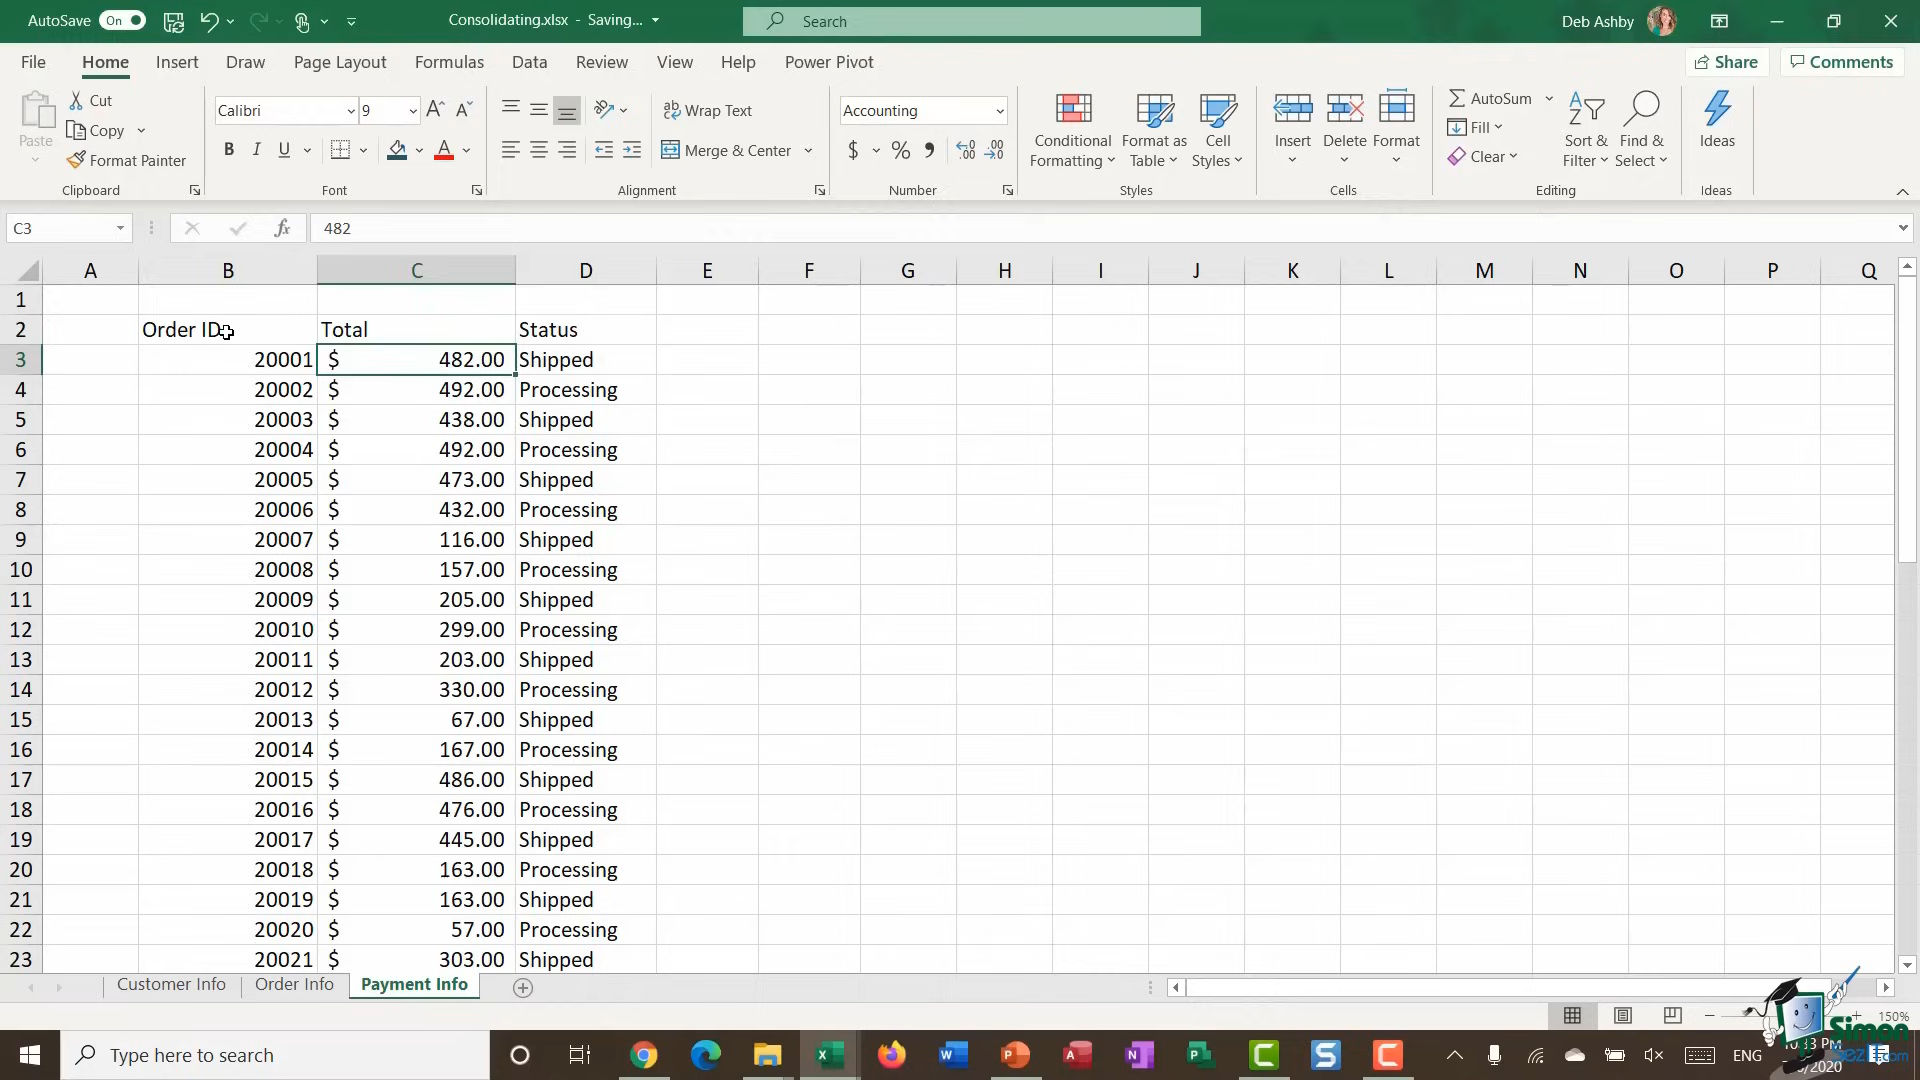 AutoSave On Consolidating.xlsx - Saving... Search Deb Ashby
File Home Insert Draw Page Layout Formulas Data Review View Help Power Pivot Share Comments
Paste Cut Copy Format Painter Clipboard
Calibri 9 B I U A Font
Wrap Text Merge & Center Alignment
Accounting $ % Number
Conditional Formatting Format as Table Cell Styles Styles
Insert Delete Format Cells
AutoSum Fill Clear Sort & Filter Find & Select Editing
Ideas Ideas
C3 fx 482
A B C D E F G H I J K L M N O P Q
1
2 Order ID Total Status
3 20001 $ 482.00 Shipped
4 20002 $ 492.00 Processing
5 20003 $ 438.00 Shipped
6 20004 $ 492.00 Processing
7 20005 $ 473.00 Shipped
8 20006 $ 432.00 Processing
9 20007 $ 116.00 Shipped
10 20008 $ 157.00 Processing
11 20009 $ 205.00 Shipped
12 20010 $ 299.00 Processing
13 20011 $ 203.00 Shipped
14 20012 $ 330.00 Processing
15 20013 $ 67.00 Shipped
16 20014 $ 167.00 Processing
17 20015 $ 486.00 Shipped
18 20016 $ 476.00 Processing
19 20017 $ 445.00 Shipped
20 20018 $ 163.00 Processing
21 20019 $ 163.00 Shipped
22 20020 $ 57.00 Processing
23 20021 $ 303.00 Shipped
Customer Info Order Info Payment Info
150%
Type here to search ENG
Simon
SezIT.com